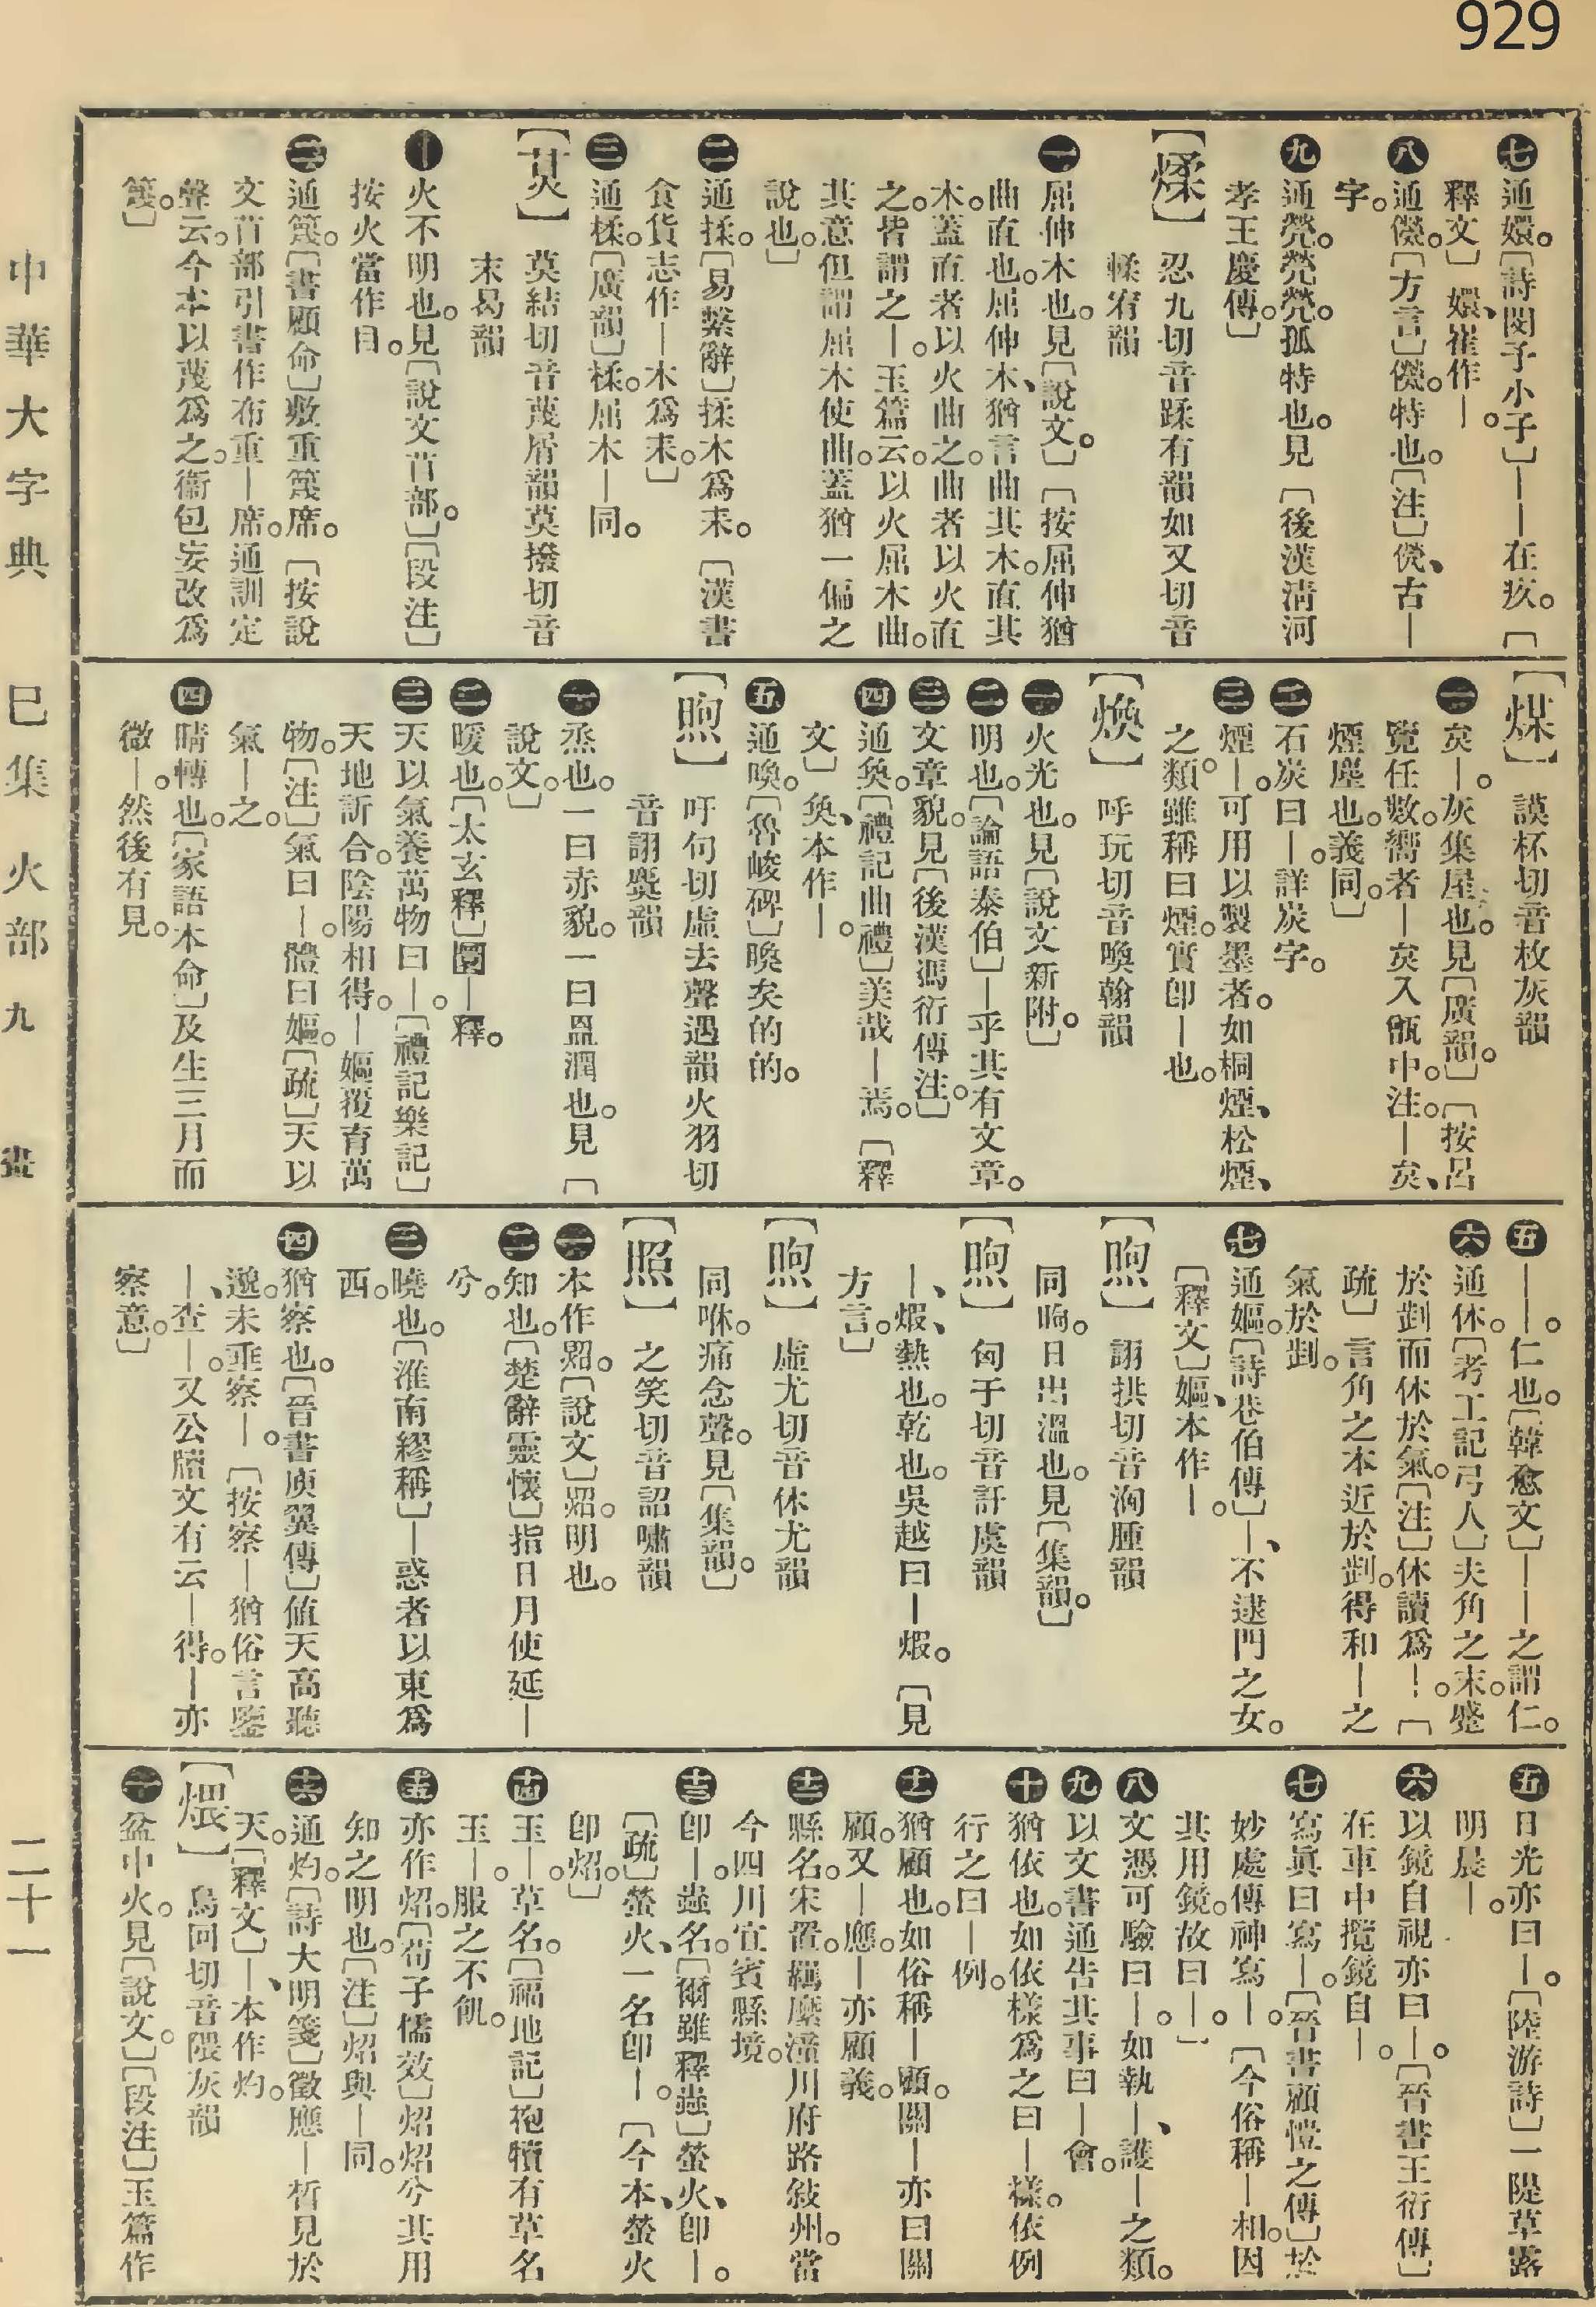 929
㊆通嬛。〔詩閔子小子〕――在疚。〔
釋文〕嬛、崔作―。
㊇通㒍。〔方言〕㒍。特也。〔注〕㒍、古―
字。
㊈通煢。煢煢。孤特也。見〔後漢淸河
孝王慶傳。〕
【煣】忍九切音蹂有韻如又切音
輮宥韻
㊀屈伸木也。見〔說文。〕〔按屈伸猶
曲直也。屈伸木、猶言曲其木。直其
木。蓋直者以火曲之。曲者以火直
之。皆謂之―。玉篇云。以火屈木曲。
其意但謂屈木使曲。蓋猶一偏之
說也。〕
㊁通揉。〔易繫辭〕揉木爲耒。〔漢書
食貨志作―木爲耒。〕
㊂通楺。〔廣韻〕楺。屈木―同。
莫結切音蔑屑韻莫撥切音
末曷韻
㊀火不明也。見〔說文苜部。〕〔段注〕
按火當作目。
㊁通篾。〔書顧命〕敷重篾席。〔按說
文苜部引書作布重―席。通訓定
聲云。今本以蔑爲之。衞包妄改爲
篾。〕
【煤】謨杯切音枚灰韻
㊀炱―。灰集屋也。見〔廣韻。〕〔按呂
覽任數。嚮者―炱入甑中。注。―炱、
煙塵也。義同。〕
㊁石炭曰―。詳炭字。
㊂煙―。可用以製墨者。如桐煙、松煙、
之類。雖稱曰煙。實卽―也。
【煥】呼玩切音喚翰韻
㊀火光也。見〔說文新附。〕
㊁明也。〔論語泰伯〕―乎其有文章。
㊂文章貌。見〔後漢馮衍傳注。〕
㊃通奐。〔禮記曲禮〕美哉―焉。〔釋
文〕奐、本作―。
㊄通喚。〔魯峻碑〕㬇矣的的。
【煦】吁句切虛去聲遇韻火羽切
音詡麌韻
㊀烝也。一曰赤貌。一曰𥁕潤也。見〔
說文。〕
㊁暖也。〔太玄釋〕圜―釋。
㊂天以氣養萬物曰―。〔禮記樂記〕
天地訢合。陰陽相得。―嫗覆育萬
物。〔注〕氣曰―。體曰嫗。〔疏〕天以
氣―之。
㊃睛轉也。〔家語本命〕及生三月而
微―。然後有見。
㊄――。仁也。〔韓愈文〕――之謂仁。
㊅通休。〔考工記弓人〕夫角之末。蹙
於㓰而休於氣。〔注〕休讀爲―。〔
疏〕言角之本近於㓰。得和―之
氣於㓰。
㊆通嫗。〔詩巷伯傳〕―、不逮門之女。
〔釋文〕嫗、本作―。
【煦】詡拱切音洶腫韻
同昫。日出溫也。見〔集韻。〕
【煦】匈于切音訏虞韻
―、煆、熱也。乾也。吳越曰―煆。〔見
方言。〕
【煦】虛尤切音休尤韻
同咻。痛念聲。見〔集韻。〕
【照】之笑切音詔嘯韻
㊀本作炤。〔說文〕炤。明也。
㊁知也。〔楚辭靈懷〕指日月使延―
兮。
㊂曉也。〔淮南繆稱〕―惑者以東爲
西。
㊃猶察也。〔晉書庾翼傳〕値天高聽
邈。未垂察―。〔按察―猶俗言鑒
―、查―。又公牘文有云―得。―亦
察意。〕
㊄日光亦曰―。〔陸游詩〕一隄草露
明晨―。
㊅以鏡自視亦曰―。〔晉書王衍傳〕
在車中攬鏡自―。
㊆寫眞曰寫―。〔晉書顧愷之傳〕於
妙處傳神寫―。〔今俗稱―相。因
其用鏡。故曰―。〕
㊇文憑可驗曰―。如執―、護―之類。
㊈以文書通吿其事曰―會。
㊉猶依也。如依樣爲之曰―樣。依例
行之曰―例。
十一猶顧也。如俗稱―顧。關―亦曰關
顧。又―應。―亦顧義。
十二縣名。宋置羈縻潼川府路敍州。當
今四川宜賓縣境。
十三卽―。蟲名。〔爾雅釋蟲〕螢火、卽―。
〔疏〕螢火、一名卽―。〔今本、螢火
卽炤。〕
十四玉―。草名。〔福地記〕抱犢有草名
玉―。服之不飢。
十五亦作炤。〔荀子儒效〕炤炤兮其用
知之明也。〔注〕炤與―同。
十六通灼。〔詩大明箋〕徵應―晢見於
天。〔釋文〕―、本作灼。
【煨】烏回切音隈灰韻
㊀盆中火。見〔說文。〕〔段注〕玉篇作
中華大字典　巳集　火部　九畫　二十一